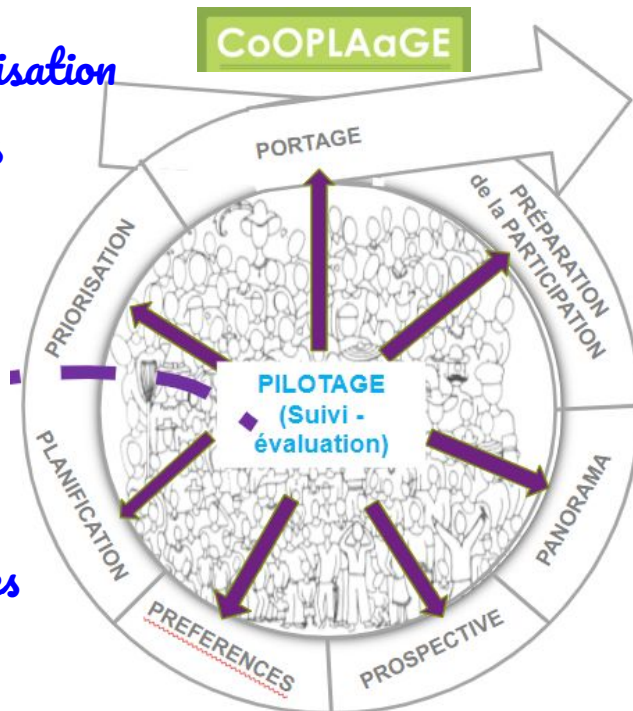 CoOPLAaGE
isation
PORTAGE
PRÉPARATION
de la PARTICIPATION
PRIORISATION
PILOTAGE
(Suivi -
évaluation)
PLANIFICATION
PANORAMA
PREFERENCES
PROSPECTIVE